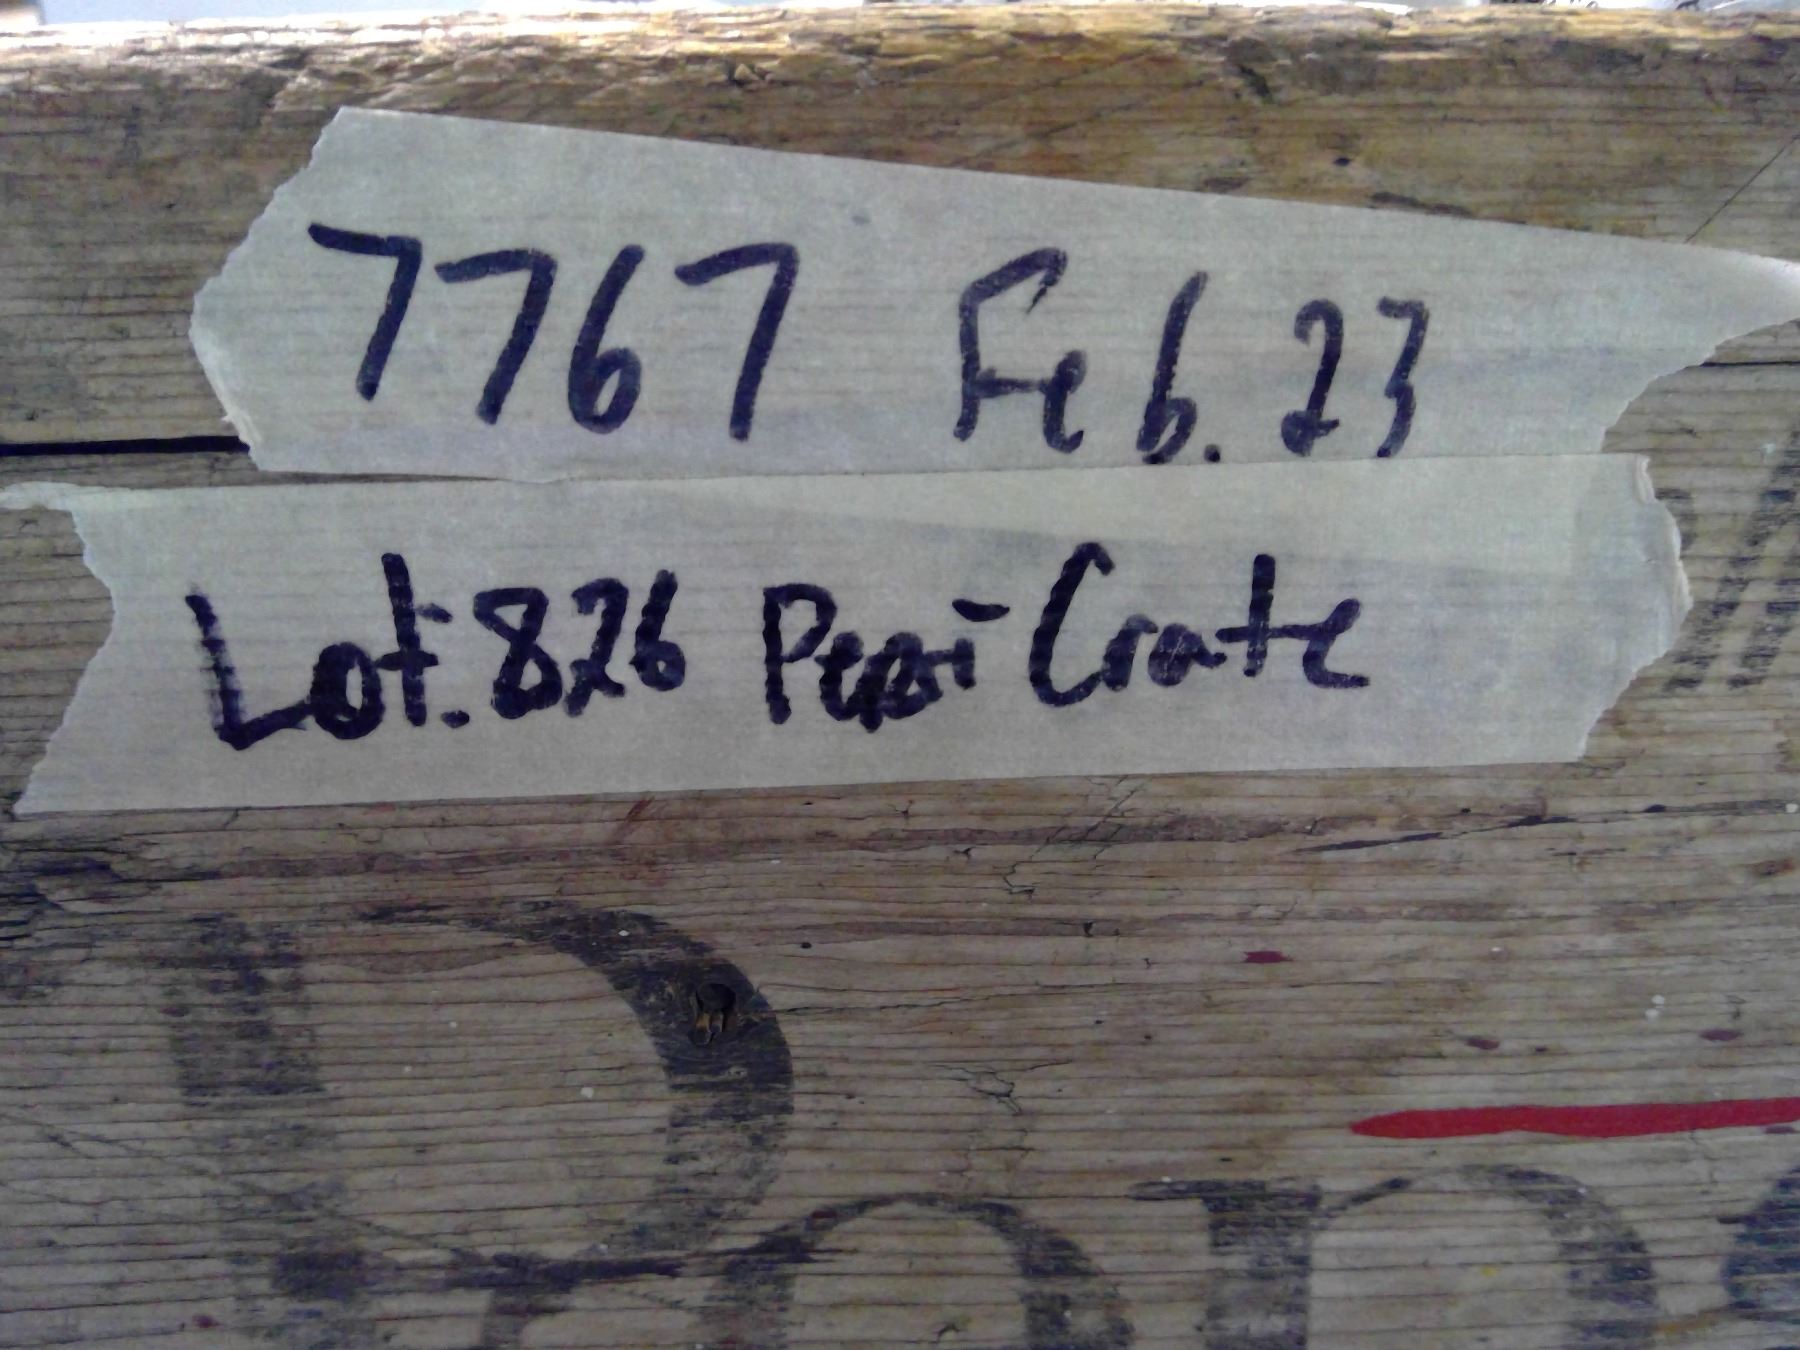 7767 Feb. 23
Lot. 826 Pepsi Crate